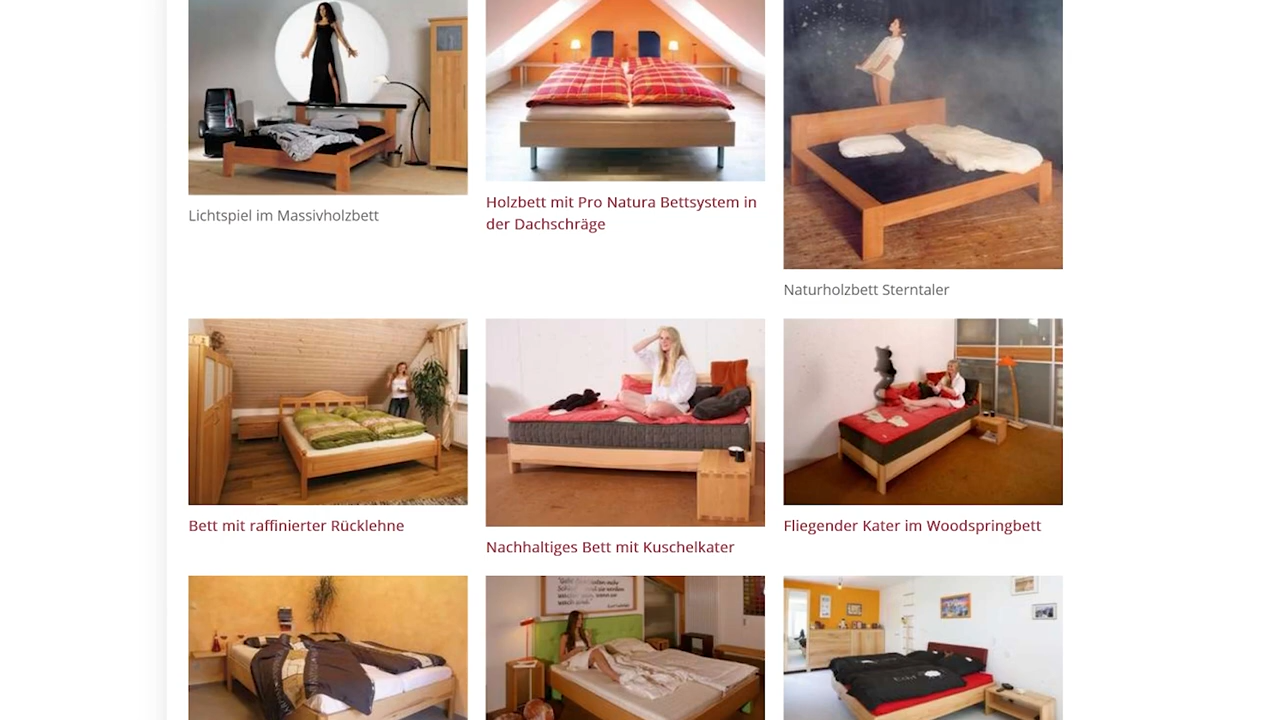 Lichtspiel im Massivholzbett
Holzbett mit Pro Natura Bettsystem in
der Dachschräge
Naturholzbett Sterntaler
Bett mit raffinierter Rücklehne
Nachhaltiges Bett mit Kuschelkater
Fliegender Kater im Woodspringbett